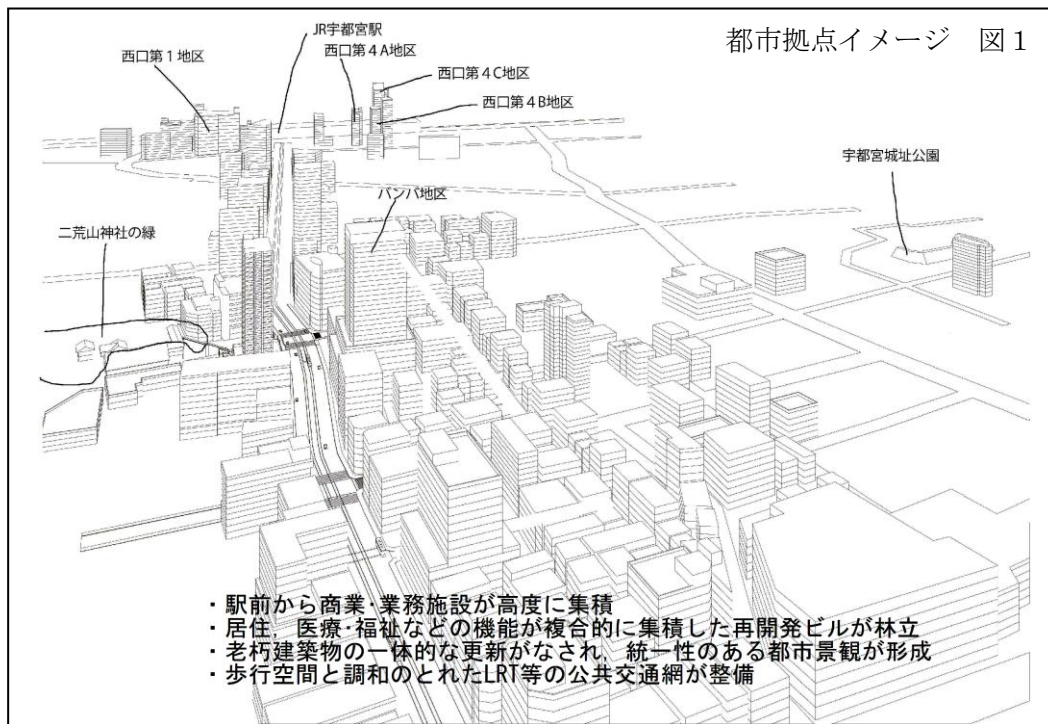 都市拠点イメージ　図１
JR宇都宮駅
西口第１地区
西口第４A地区
西口第４C地区
西口第４B地区
宇都宮城址公園
バンバ地区
二荒山神社の緑
・駅前から商業・業務施設が高度に集積
・居住，医療・福祉などの機能が複合的に集積した再開発ビルが林立
・老朽建築物の一体的な更新がなされ，統一性のある都市景観が形成
・歩行空間と調和のとれたLRT等の公共交通網が整備